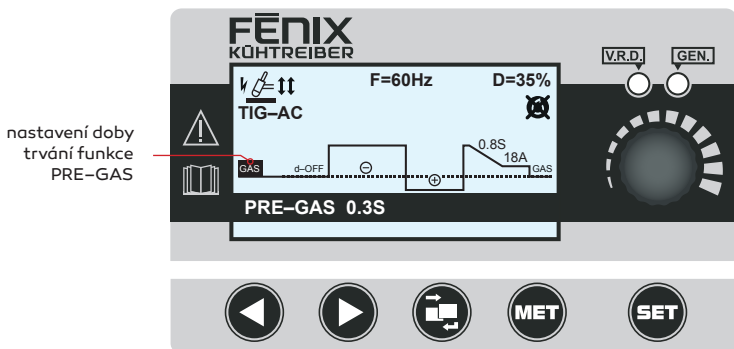 FĒNIX
KÜHTREIBER
V.R.D.
GEN.
F=60Hz
D=35%
TIG–AC
nastavení doby
trvání funkce
PRE–GAS
GAS
d–OFF
0.8S
18A
GAS
PRE–GAS 0.3S
MET
SET